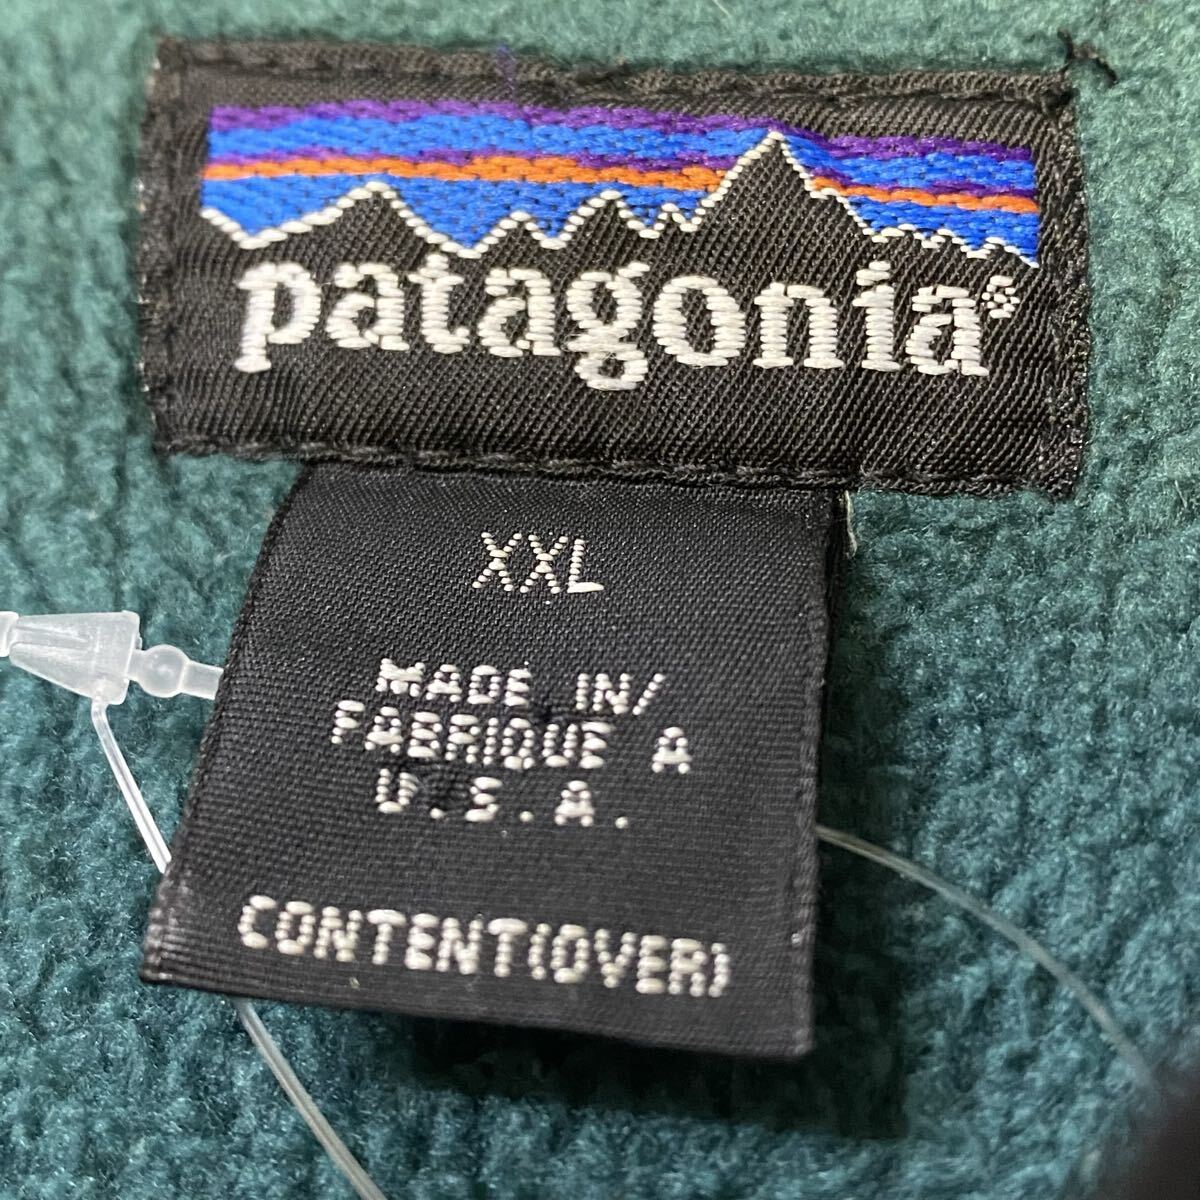 patagonia®
XXL
MADE IN/
FABRIQUE A
U.S.A.
CONTENT(OVER)